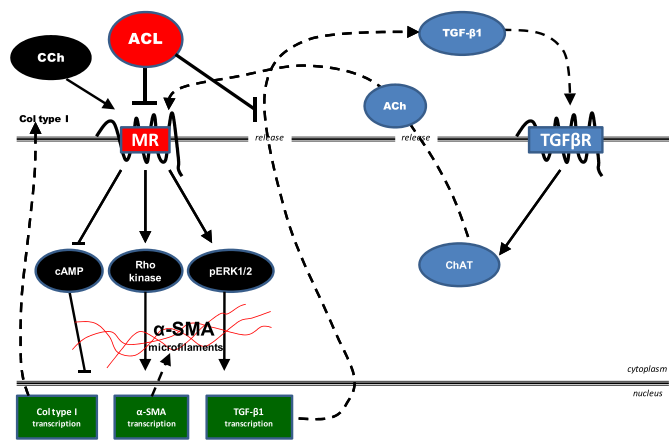 ACL
TGF-β1
CCh
ACh
Col type I
MR
release
release
TGFβR
cAMP
Rho
kinase
pERK1/2
ChAT
α-SMA
microfilaments
cytoplasm
nucleus
Col type I
transcription
α-SMA
transcription
TGF-β1
transcription